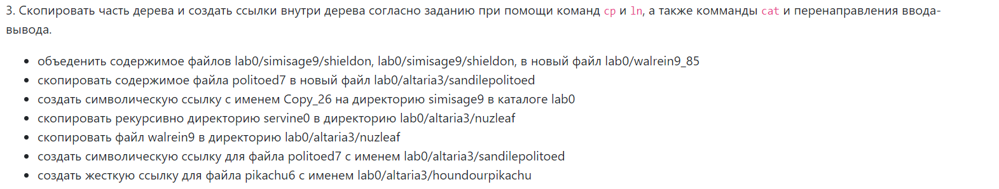 3. Скопировать часть дерева и создать ссылки внутри дерева согласно заданию при помощи команд cp и ln, а также комманды cat и перенаправления ввода-
вывода.
• объеденить содержимое файлов lab0/simisage9/shieldon, lab0/simisage9/shieldon, в новый файл lab0/walrein9_85
• скопировать содержимое файла politoed7 в новый файл lab0/altaria3/sandilepolitoed
• создать символическую ссылку с именем Copy_26 на директорию simisage9 в каталоге lab0
• скопировать рекурсивно директорию servine0 в директорию lab0/altaria3/nuzleaf
• скопировать файл walrein9 в директорию lab0/altaria3/nuzleaf
• создать символическую ссылку для файла politoed7 с именем lab0/altaria3/sandilepolitoed
• создать жесткую ссылку для файла pikachu6 с именем lab0/altaria3/houndourpikachu